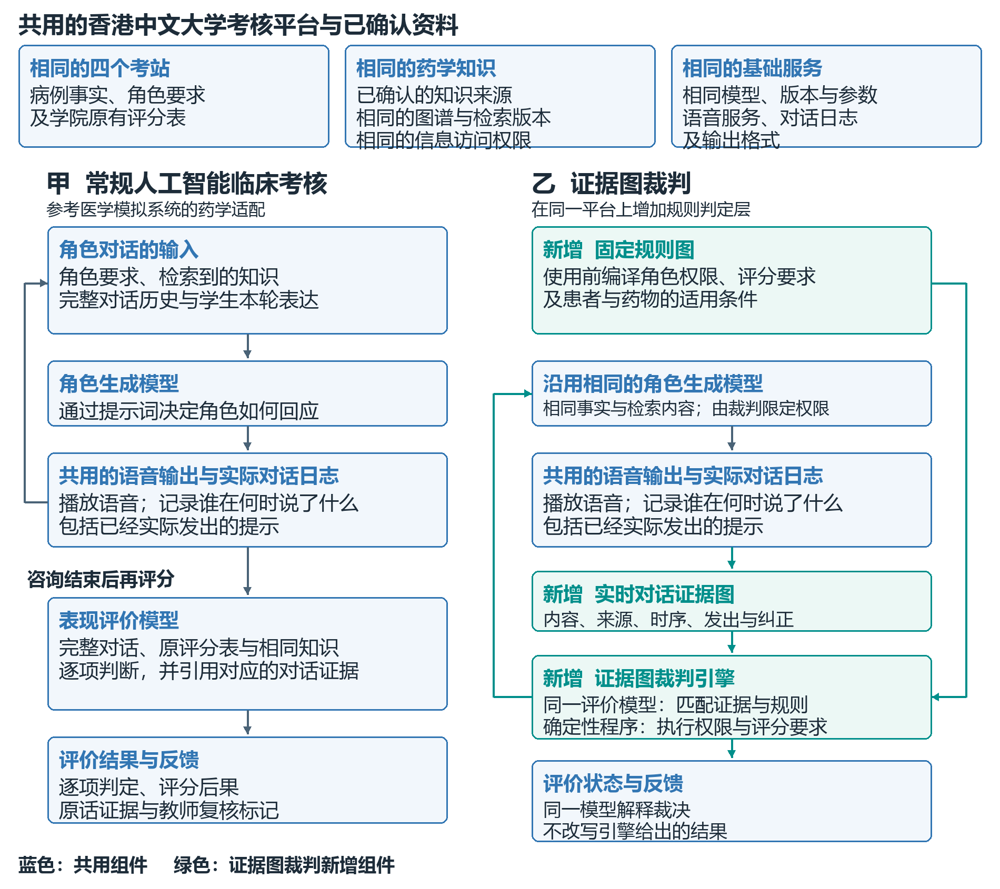 共用的香港中文大学考核平台与已确认资料
相同的四个考站
病例事实、角色要求
及学院原有评分表
相同的药学知识
已确认的知识来源
相同的图谱与检索版本
相同的信息访问权限
相同的基础服务
相同模型、版本与参数
语音服务、对话日志
及输出格式
甲 常规人工智能临床考核
参考医学模拟系统的药学适配
角色对话的输入
角色要求、检索到的知识
完整对话历史与学生本轮表达
角色生成模型
通过提示词决定角色如何回应
共用的语音输出与实际对话日志
播放语音；记录谁在何时说了什么
包括已经实际发出的提示
咨询结束后再评分
表现评价模型
完整对话、原评分表与相同知识
逐项判断，并引用对应的对话证据
评价结果与反馈
逐项判定、评分后果
原话证据与教师复核标记
乙 证据图裁判
在同一平台上增加规则判定层
新增 固定规则图
使用前编译角色权限、评分要求
及患者与药物的适用条件
沿用相同的角色生成模型
相同事实与检索内容；由裁判限定权限
共用的语音输出与实际对话日志
播放语音；记录谁在何时说了什么
包括已经实际发出的提示
新增 实时对话证据图
内容、来源、时序、发出与纠正
新增 证据图裁判引擎
同一评价模型：匹配证据与规则
确定性程序：执行权限与评分要求
评价状态与反馈
同一模型解释裁决
不改写引擎给出的结果
蓝色：共用组件 绿色：证据图裁判新增组件